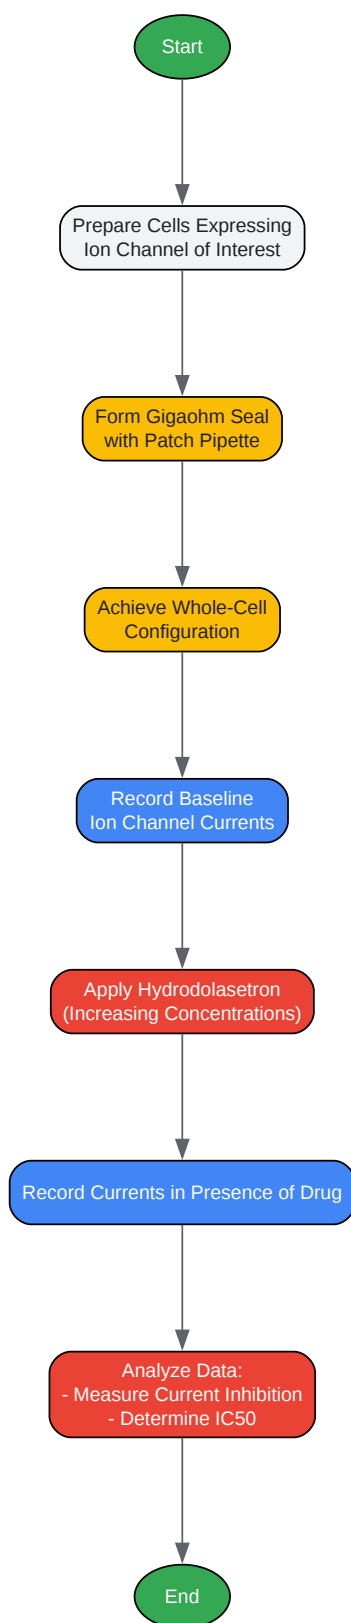 Start
Prepare Cells Expressing
Ion Channel of Interest
Form Gigaohm Seal
with Patch Pipette
Achieve Whole-Cell
Configuration
Record Baseline
Ion Channel Currents
Apply Hydrodolasetron
(Increasing Concentrations)
Record Currents in Presence of Drug
Analyze Data:
- Measure Current Inhibition
- Determine IC50
End